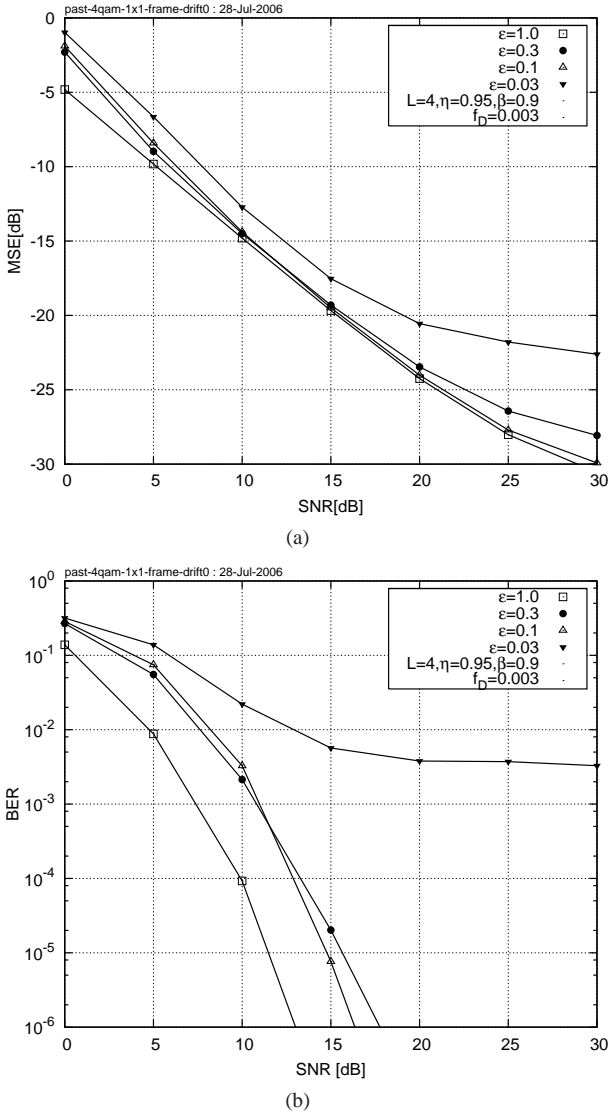 past-4qam-1x1-frame-drift0 : 28-Jul-2006
0
-5
-10
-15
-20
-25
-30
MSE[dB]
ε=1.0
ε=0.3
ε=0.1
ε=0.03
L=4,η=0.95,β=0.9
f_D=0.003
0 5 10 15 20 25 30
SNR[dB]
(a)
past-4qam-1x1-frame-drift0 : 28-Jul-2006
10^0
10^-1
10^-2
10^-3
10^-4
10^-5
10^-6
BER
ε=1.0
ε=0.3
ε=0.1
ε=0.03
L=4,η=0.95,β=0.9
f_D=0.003
0 5 10 15 20 25 30
SNR [dB]
(b)